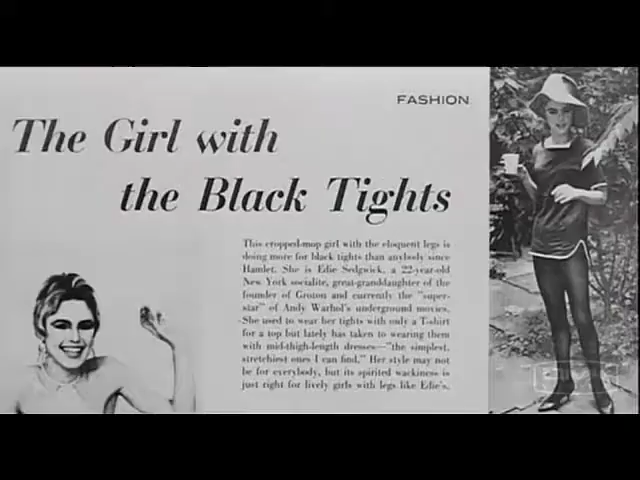 FASHION
The Girl with
the Black Tights
This cropped-mop girl with the eloquent legs is
doing more for black tights than anybody since
Hamlet. She is Edie Sedgwick, a 22-year-old
New York socialite, great-granddaughter of the
founder of Groton and currently the "super-
star" of Andy Warhol's underground movies.
She used to wear her tights with only a T-shirt
for a top but lately has taken to wearing them
with mid-thigh-length dresses—"the simplest,
stretchiest ones I can find." Her style may not
be for everybody, but its spirited wackiness is
just right for lively girls with legs like Edie's.